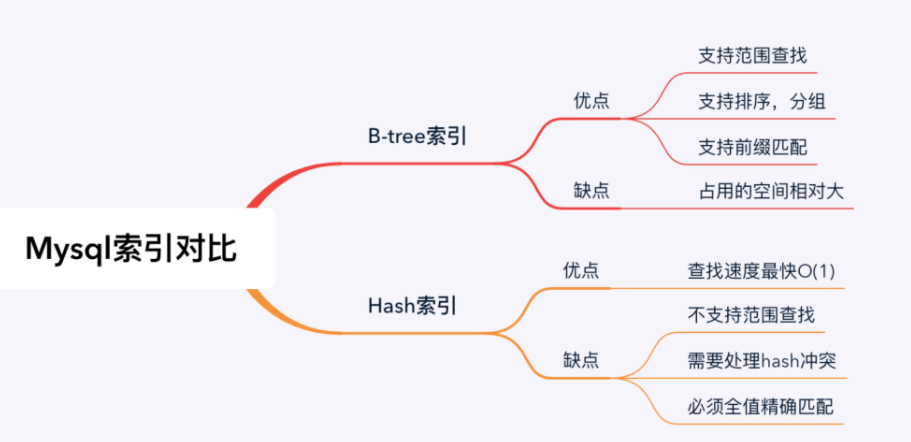 Mysql索引对比
B-tree索引
优点
支持范围查找
支持排序，分组
支持前缀匹配
缺点
占用的空间相对大
Hash索引
优点
查找速度最快O(1)
缺点
不支持范围查找
需要处理hash冲突
必须全值精确匹配